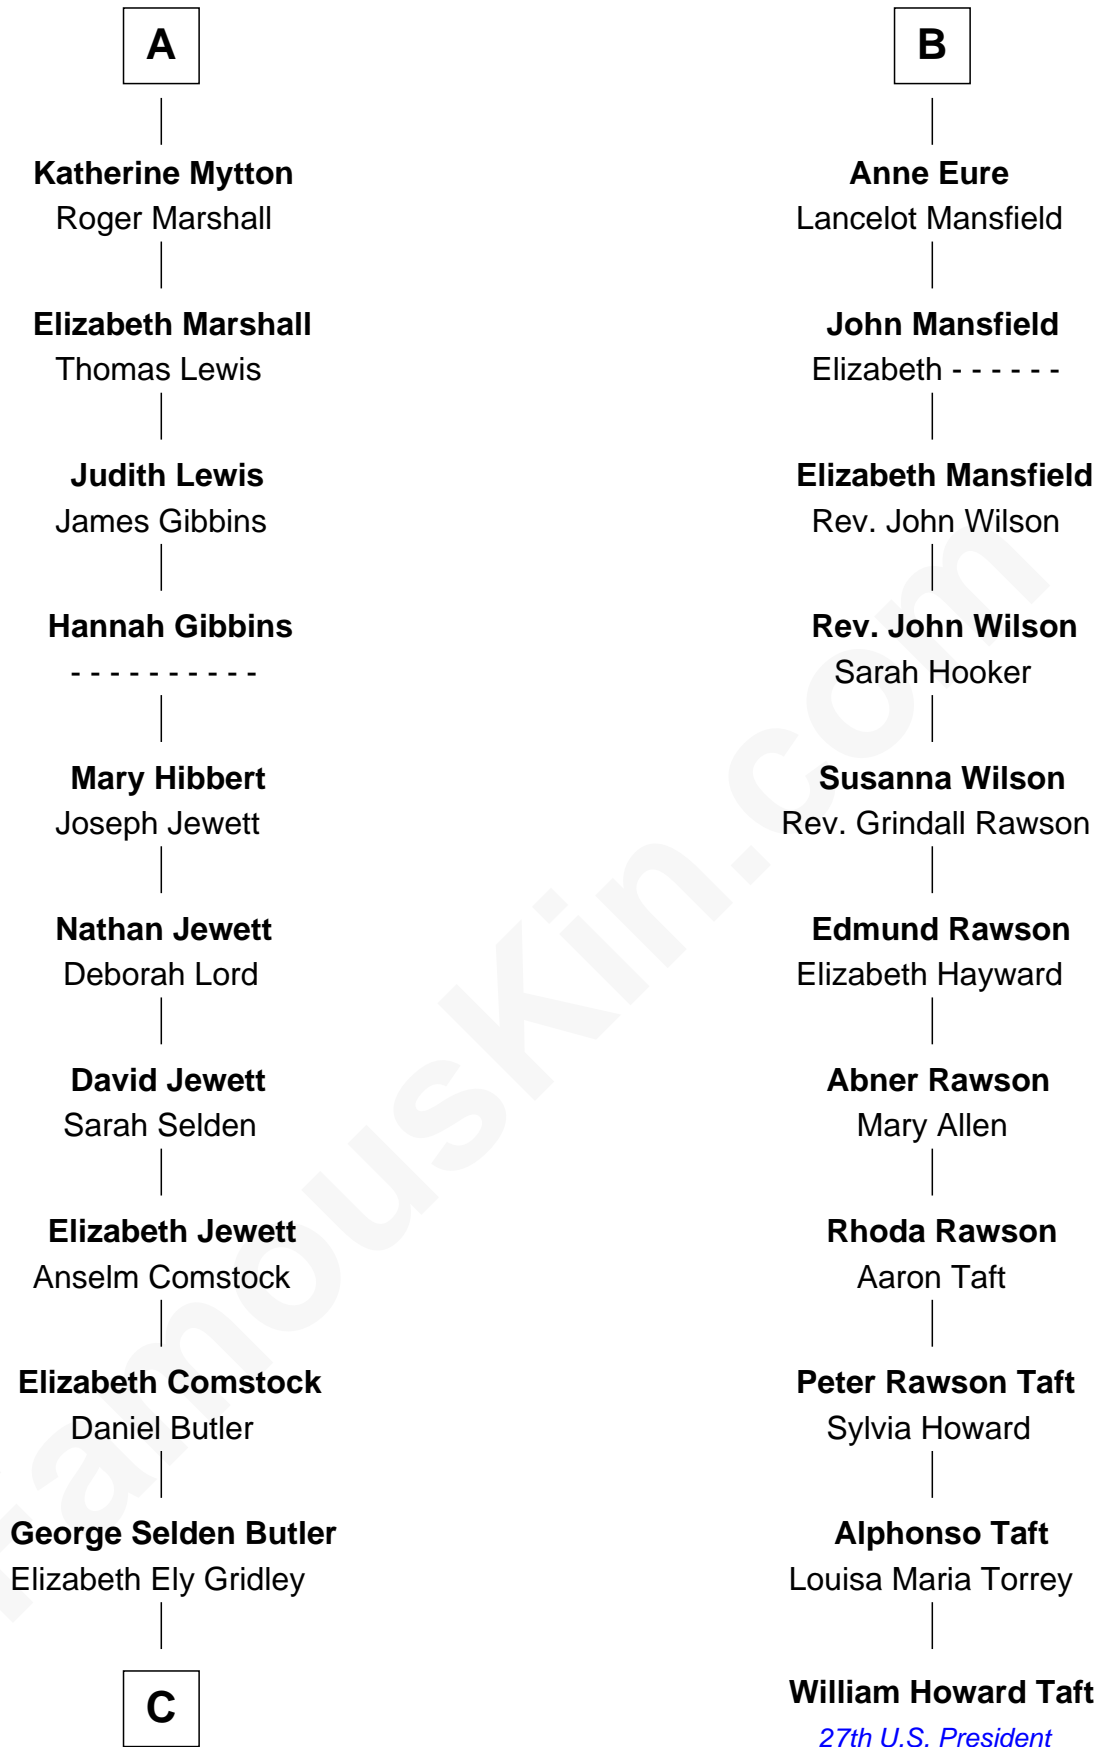 A
Katherine Mytton
Roger Marshall
Elizabeth Marshall
Thomas Lewis
Judith Lewis
James Gibbins
Hannah Gibbins
- - - - - - - - - -
Mary Hibbert
Joseph Jewett
Nathan Jewett
Deborah Lord
David Jewett
Sarah Selden
Elizabeth Jewett
Anselm Comstock
Elizabeth Comstock
Daniel Butler
George Selden Butler
Elizabeth Ely Gridley
C
B
Anne Eure
Lancelot Mansfield
John Mansfield
Elizabeth - - - - - -
Elizabeth Mansfield
Rev. John Wilson
Rev. John Wilson
Sarah Hooker
Susanna Wilson
Rev. Grindall Rawson
Edmund Rawson
Elizabeth Hayward
Abner Rawson
Mary Allen
Rhoda Rawson
Aaron Taft
Peter Rawson Taft
Sylvia Howard
Alphonso Taft
Louisa Maria Torrey
William Howard Taft
27th U.S. President
FamousKin.com